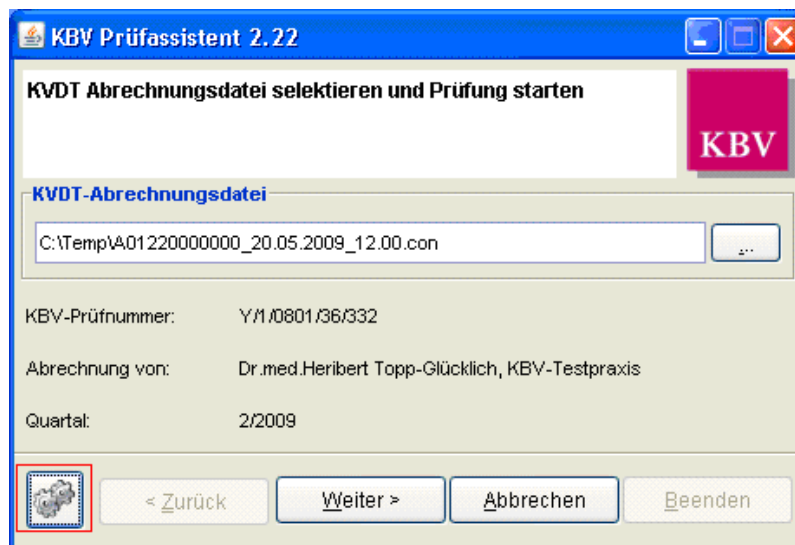 KBV Prüfassistent 2.22
KVDT Abrechnungsdatei selektieren und Prüfung starten
KBV
KVDT-Abrechnungsdatei
C:\Temp\A01220000000_20.05.2009_12.00.con
...
KBV-Prüfnummer: Y/1/0801/36/332
Abrechnung von: Dr.med.Heribert Topp-Glücklich, KBV-Testpraxis
Quartal: 2/2009
< Zurück Weiter > Abbrechen Beenden